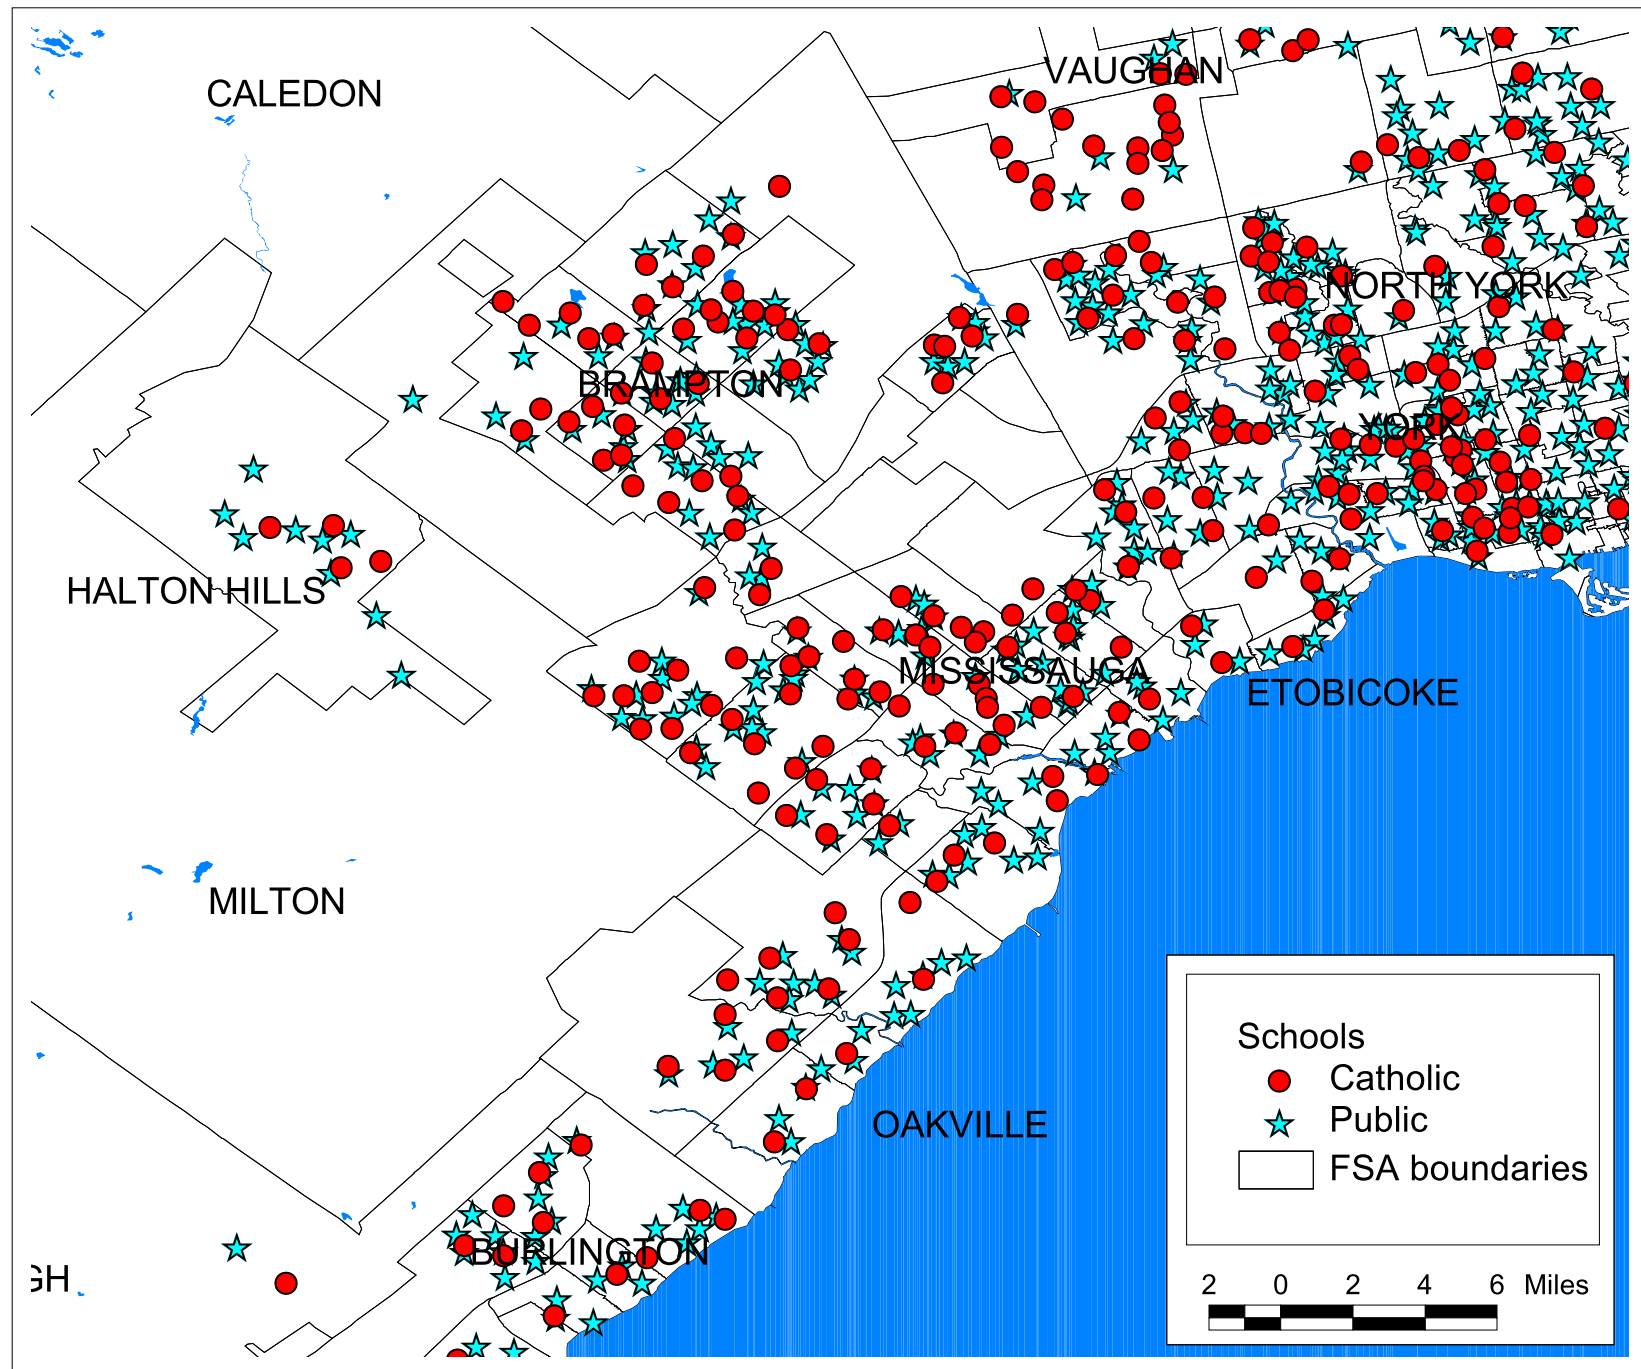 VAUGHAN
CALEDON
NORTH YORK
BRAMPTON
YORK
HALTON HILLS
MISSISSAUGA
ETOBICOKE
MILTON
Schools
Catholic
Public
FSA boundaries
OAKVILLE
BURLINGTON
GH
2 0 2 4 6 Miles